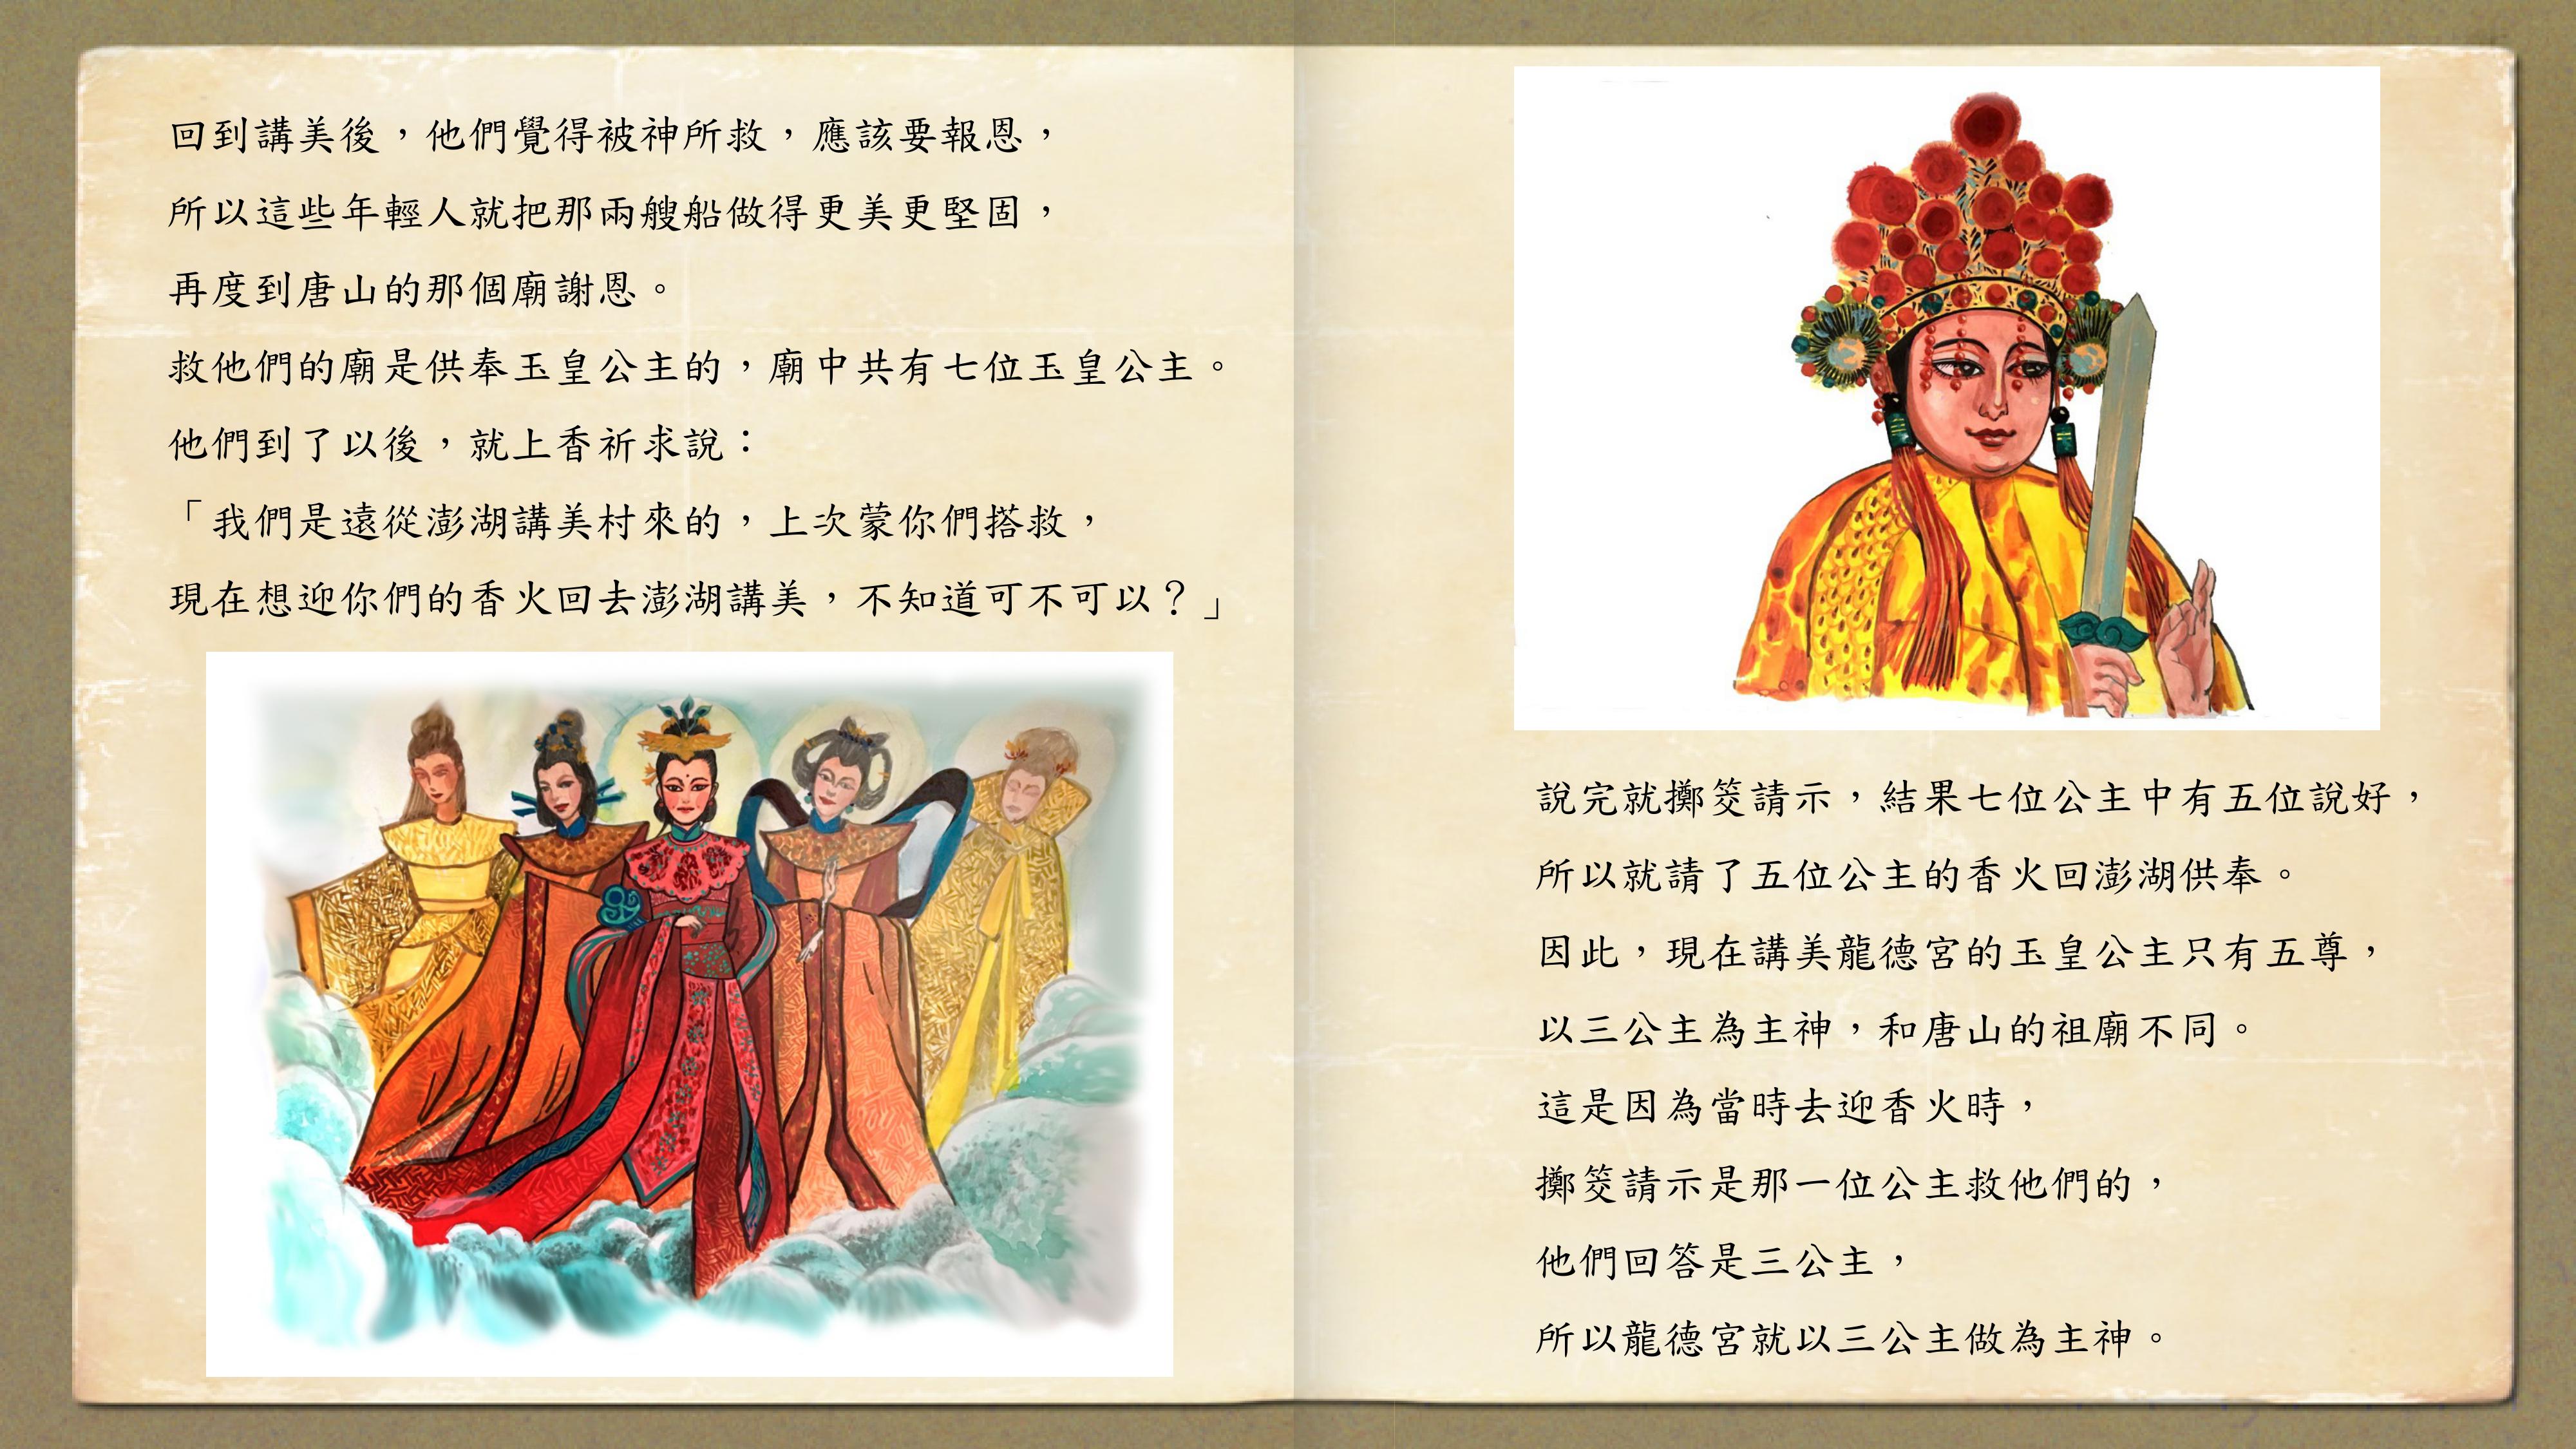 回到講美後，他們覺得被神所救，應該要報恩，
所以這些年輕人就把那兩艘船做得更美更堅固，
再度到唐山的那個廟謝恩。
救他們的廟是供奉玉皇公主的，廟中共有七位玉皇公主。
他們到了以後，就上香祈求說：
「我們是遠從澎湖講美村來的，上次蒙你們搭救，
現在想迎你們的香火回去澎湖講美，不知道可不可以？」
說完就擲筊請示，結果七位公主中有五位說好，
所以就請了五位公主的香火回澎湖供奉。
因此，現在講美龍德宮的玉皇公主只有五尊，
以三公主為主神，和唐山的祖廟不同。
這是因為當時去迎香火時，
擲筊請示是那一位公主救他們的，
他們回答是三公主，
所以龍德宮就以三公主做為主神。